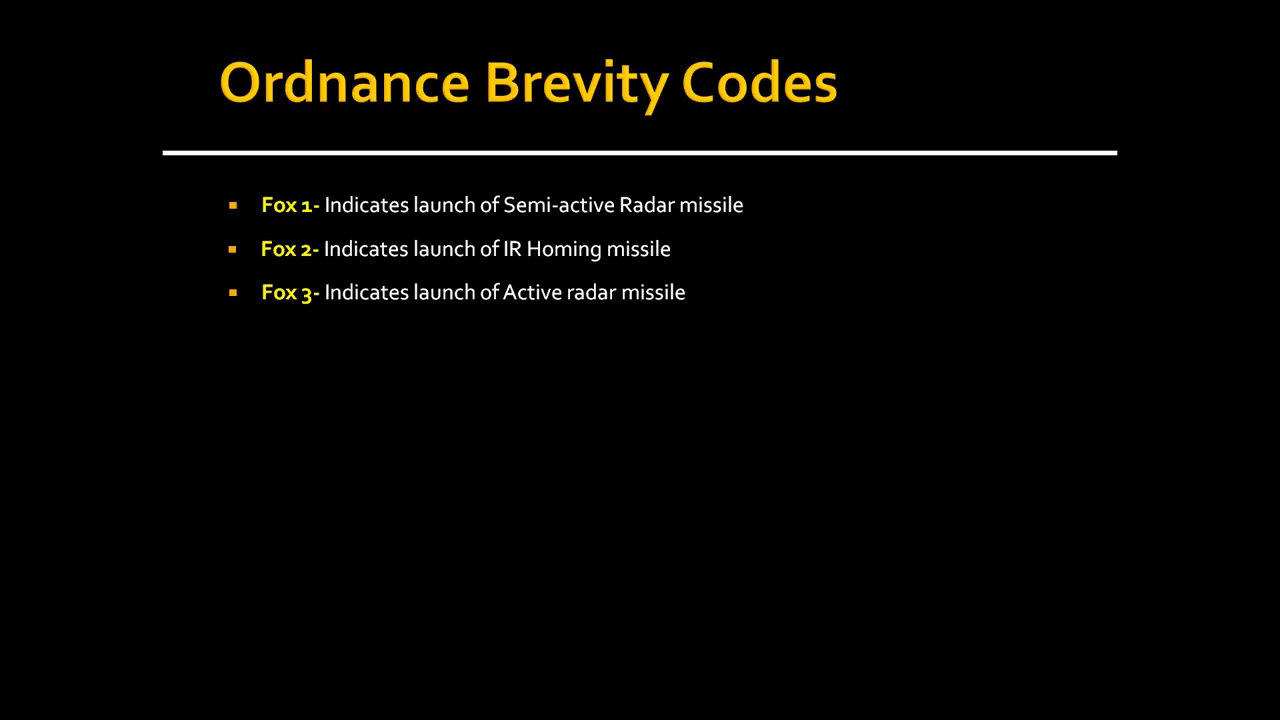 Ordnance Brevity Codes
Fox 1- Indicates launch of Semi-active Radar missile
Fox 2- Indicates launch of IR Homing missile
Fox 3- Indicates launch of Active radar missile